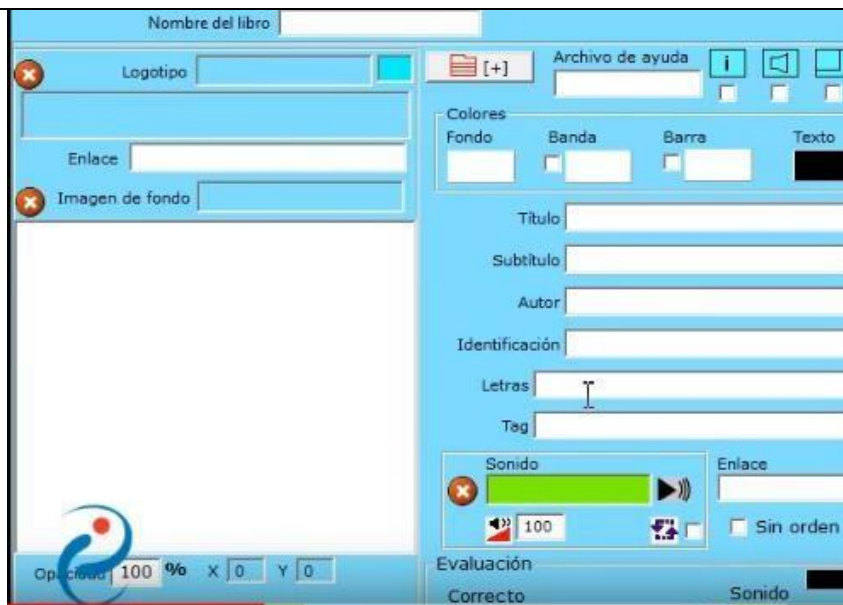 Nombre del libro
Logotipo
Enlace
Imagen de fondo
Opacidad 100 % X 0 Y 0
[+] Archivo de ayuda i
Colores
Fondo Banda Barra Texto
Título
Subtítulo
Autor
Identificación
Letras
Tag
Sonido Enlace
100 Sin orden
Evaluación
Correcto Sonido